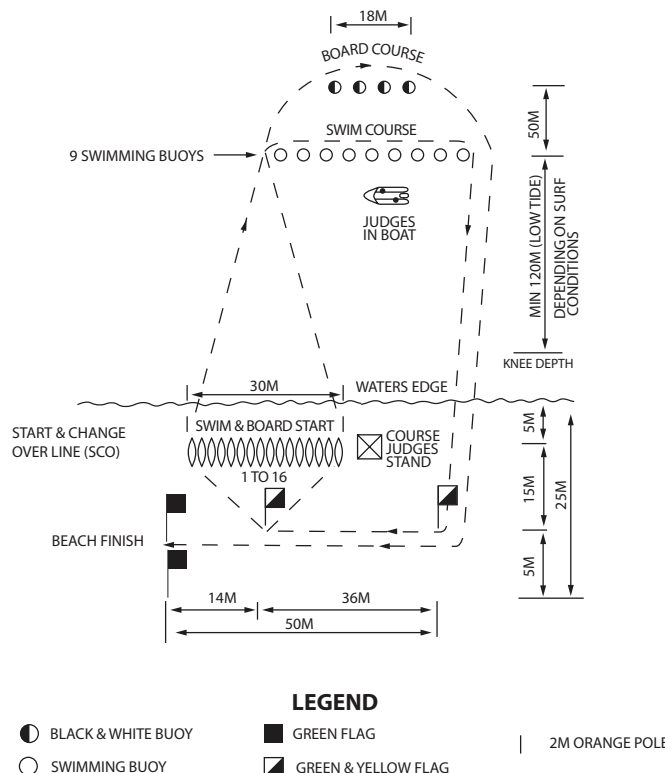 18M
BOARD COURSE
50M
SWIM COURSE
9 SWIMMING BUOYS
JUDGES
IN BOAT
MIN 120M (LOW TIDE)
DEPENDING ON SURF
CONDITIONS
KNEE DEPTH
30M
WATERS EDGE
START & CHANGE
OVER LINE (SCO)
SWIM & BOARD START
COURSE
JUDGES
STAND
1 TO 16
5M
15M
25M
BEACH FINISH
5M
14M
36M
50M
LEGEND
BLACK & WHITE BUOY
GREEN FLAG
2M ORANGE POLE
SWIMMING BUOY
GREEN & YELLOW FLAG